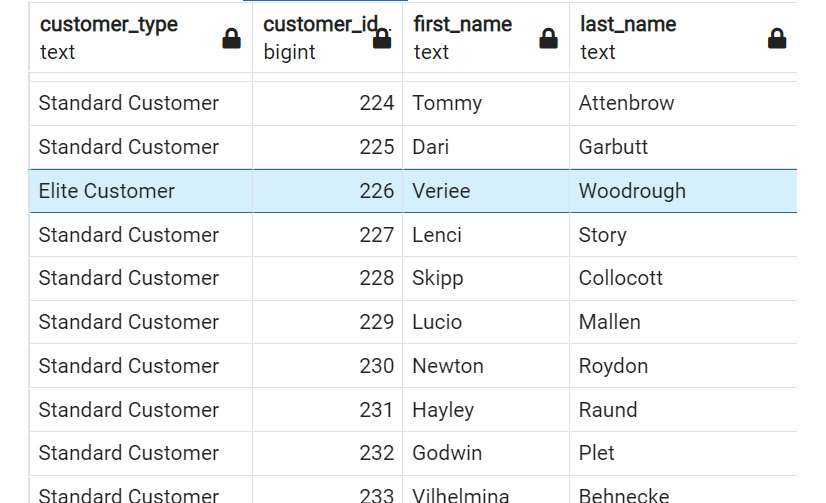 customer_type customer_id first_name last_name
text bigint text text
Standard Customer 224 Tommy Attenbrow
Standard Customer 225 Dari Garbutt
Elite Customer 226 Veriee Woodrough
Standard Customer 227 Lenci Story
Standard Customer 228 Skipp Collocott
Standard Customer 229 Lucio Mallen
Standard Customer 230 Newton Roydon
Standard Customer 231 Hayley Raund
Standard Customer 232 Godwin Plet
Standard Customer 233 Vilhelmina Behnecke